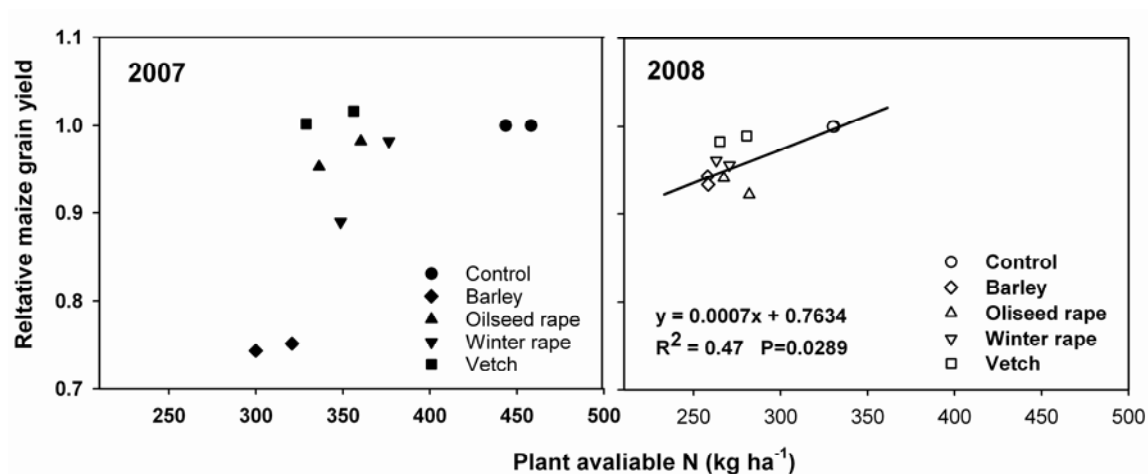 Reltative maize grain yield
1.1
1.0
0.9
0.8
0.7
2007
Control
Barley
Oilseed rape
Winter rape
Vetch
250 300 350 400 450 500
2008
y = 0.0007x + 0.7634
R² = 0.47 P=0.0289
Control
Barley
Oliseed rape
Winter rape
Vetch
250 300 350 400 450 500
Plant avaliable N (kg ha⁻¹)